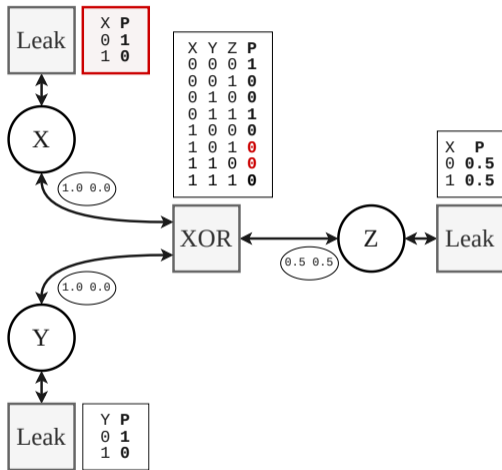 Leak
X P
0 1
1 0
X
1.0 0.0
X Y Z P
0 0 0 1
0 0 1 0
0 1 0 0
0 1 1 1
1 0 0 0
1 0 1 0
1 1 0 0
1 1 1 0
XOR
0.5 0.5
Z
X P
0 0.5
1 0.5
Leak
1.0 0.0
Y
Leak
Y P
0 1
1 0